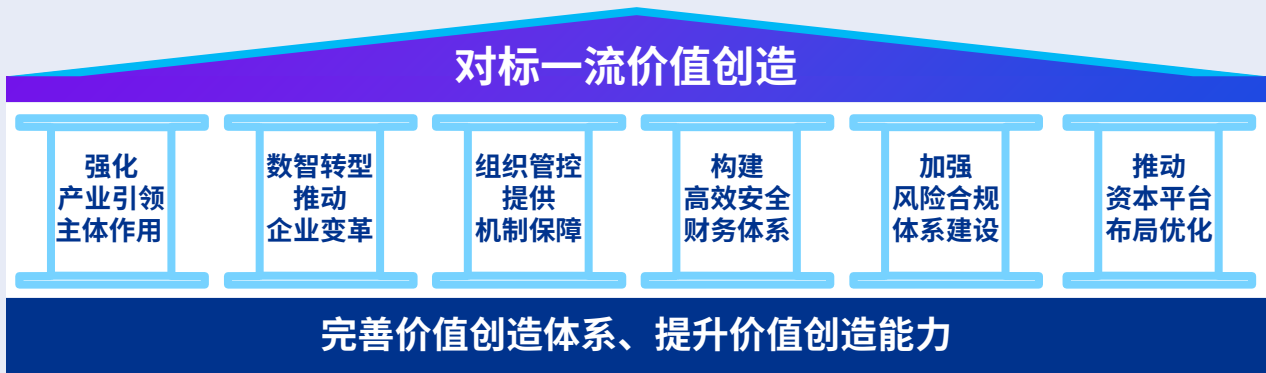 对标一流价值创造
强化
产业引领
主体作用
数智转型
推动
企业变革
组织管控
提供
机制保障
构建
高效安全
财务体系
加强
风险合规
体系建设
推动
资本平台
布局优化
完善价值创造体系、提升价值创造能力